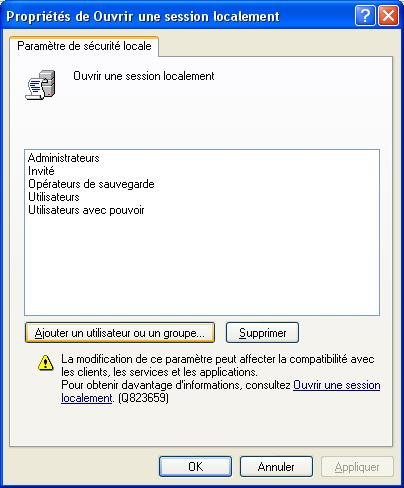 Propriétés de Ouvrir une session localement
Paramètre de sécurité locale
Ouvrir une session localement
Administrateurs
Invité
Opérateurs de sauvegarde
Utilisateurs
Utilisateurs avec pouvoir
Ajouter un utilisateur ou un groupe...
Supprimer
La modification de ce paramètre peut affecter la compatibilité avec
les clients, les services et les applications.
Pour obtenir davantage d'informations, consultez Ouvrir une session
localement. (Q823659)
OK
Annuler
Appliquer